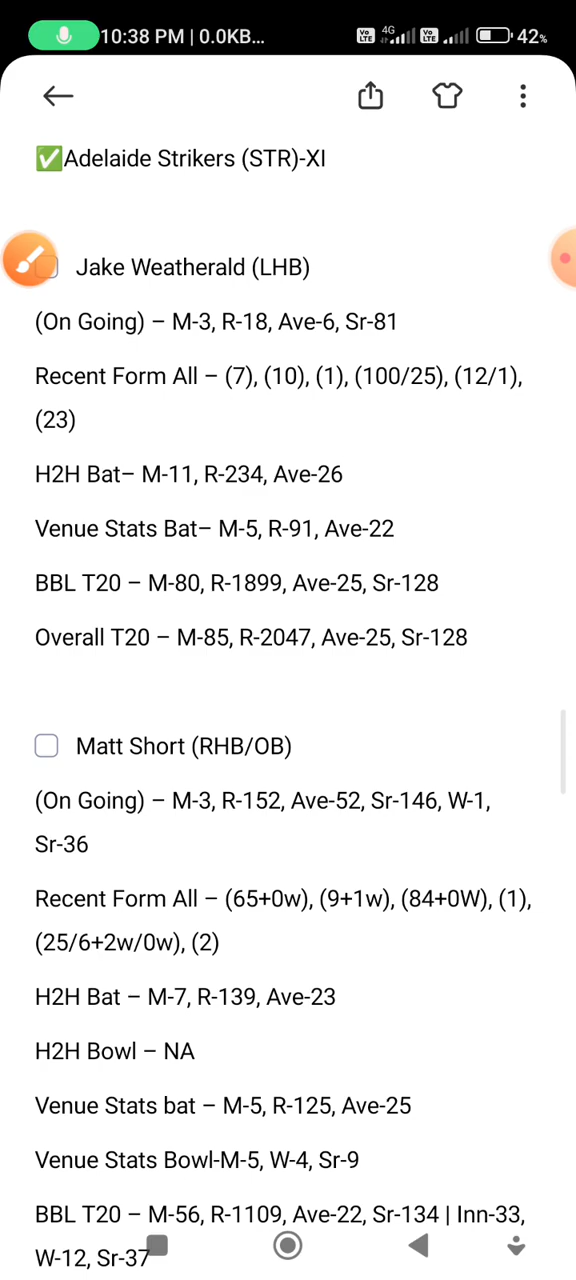 10:38 PM | 0.0KB...
Vo LTE 4G Vo LTE 42%
✅Adelaide Strikers (STR)-XI
Jake Weatherald (LHB)
(On Going) – M-3, R-18, Ave-6, Sr-81
Recent Form All – (7), (10), (1), (100/25), (12/1),
(23)
H2H Bat– M-11, R-234, Ave-26
Venue Stats Bat– M-5, R-91, Ave-22
BBL T20 – M-80, R-1899, Ave-25, Sr-128
Overall T20 – M-85, R-2047, Ave-25, Sr-128
Matt Short (RHB/OB)
(On Going) – M-3, R-152, Ave-52, Sr-146, W-1,
Sr-36
Recent Form All – (65+0w), (9+1w), (84+0W), (1),
(25/6+2w/0w), (2)
H2H Bat – M-7, R-139, Ave-23
H2H Bowl – NA
Venue Stats bat – M-5, R-125, Ave-25
Venue Stats Bowl-M-5, W-4, Sr-9
BBL T20 – M-56, R-1109, Ave-22, Sr-134 | Inn-33,
W-12, Sr-37